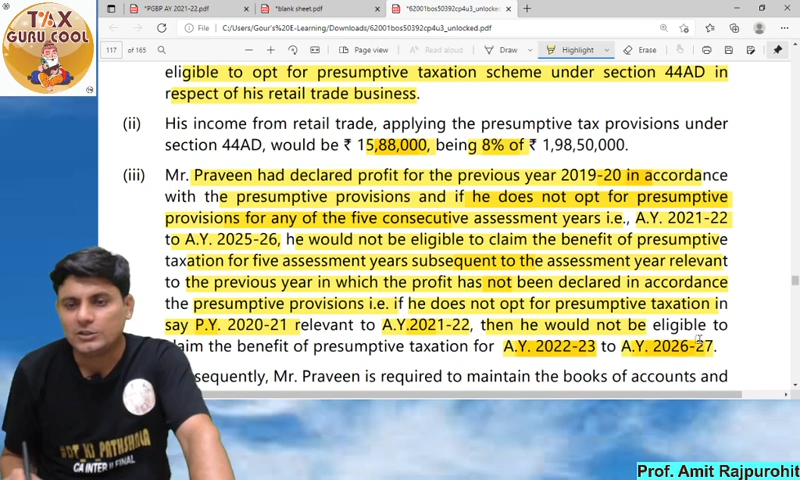 TAX
GURU COOL
*PGBP AY 2021-22.pdf
*blank sheet.pdf
*62001bos50392cp4u3_unlocked.p
File
C:/Users/Gour's%20E-Learning/Downloads/62001bos50392cp4u3_unlocked.pdf
117 of 165
Page view
Read aloud
Draw
Highlight
Erase
eligible to opt for presumptive taxation scheme under section 44AD in
respect of his retail trade business.
(ii) His income from retail trade, applying the presumptive tax provisions under
section 44AD, would be ₹ 15,88,000, being 8% of ₹ 1,98,50,000.
(iii) Mr. Praveen had declared profit for the previous year 2019-20 in accordance
with the presumptive provisions and if he does not opt for presumptive
provisions for any of the five consecutive assessment years i.e., A.Y. 2021-22
to A.Y. 2025-26, he would not be eligible to claim the benefit of presumptive
taxation for five assessment years subsequent to the assessment year relevant
to the previous year in which the profit has not been declared in accordance
the presumptive provisions i.e. if he does not opt for presumptive taxation in
say P.Y. 2020-21 relevant to A.Y.2021-22, then he would not be eligible to
claim the benefit of presumptive taxation for A.Y. 2022-23 to A.Y. 2026-27.
sequently, Mr. Praveen is required to maintain the books of accounts and
#DT KI PATHSHALA
CA INTER II FINAL
Prof. Amit Rajpurohit